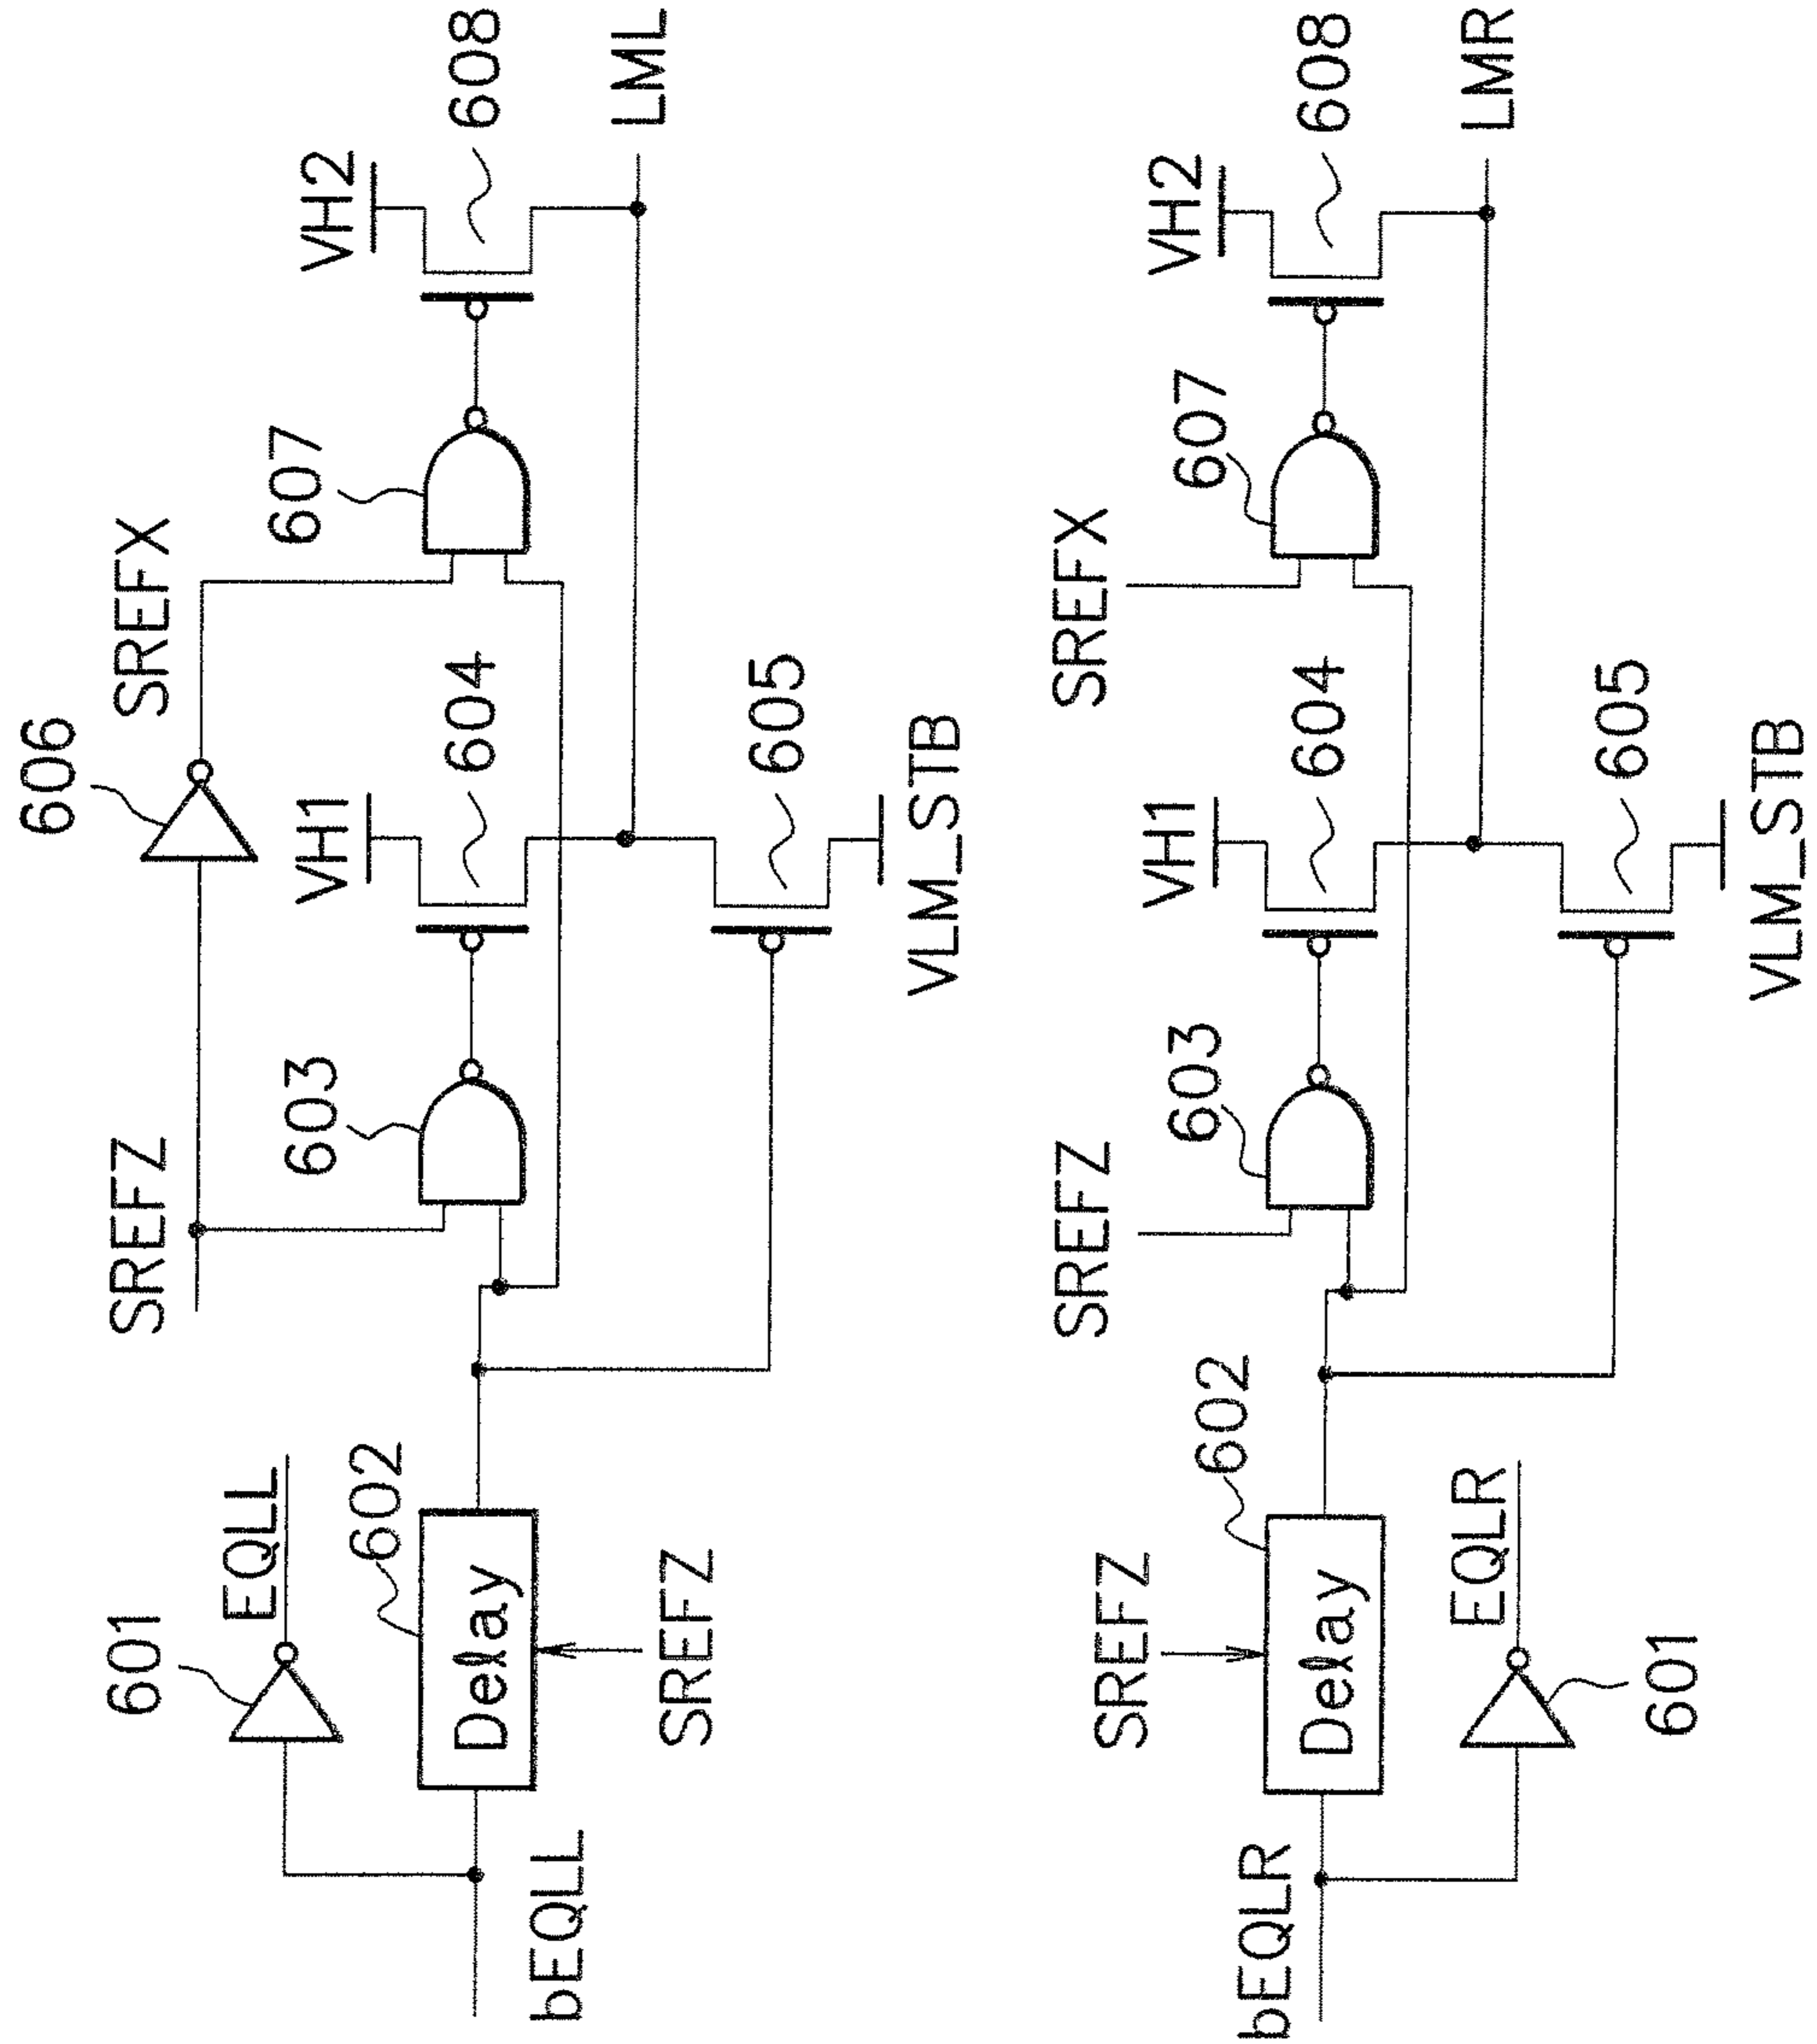 606
SREFX
SREFZ
601
EQLL
603
VH1
604
607
VH2
608
602
Delay
bEQLL
SREFZ
605
LML
VLM_STB
SREFZ
SREFX
SREFZ
603
VH1
604
607
VH2
608
602
Delay
bEQLR
EQLR
601
605
LMR
VLM_STB